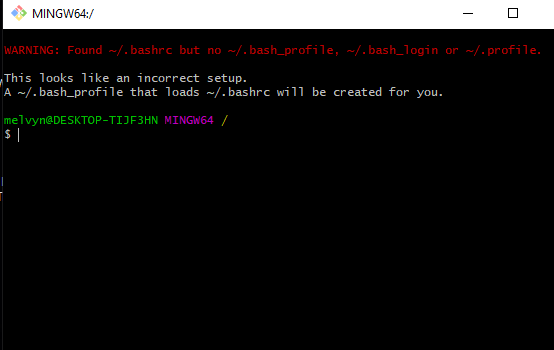 MINGW64:/
WARNING: Found ~/.bashrc but no ~/.bash_profile, ~/.bash_login or ~/.profile.
This looks like an incorrect setup.
A ~/.bash_profile that loads ~/.bashrc will be created for you.
melvyn@DESKTOP-TIJF3HN MINGW64 /
$